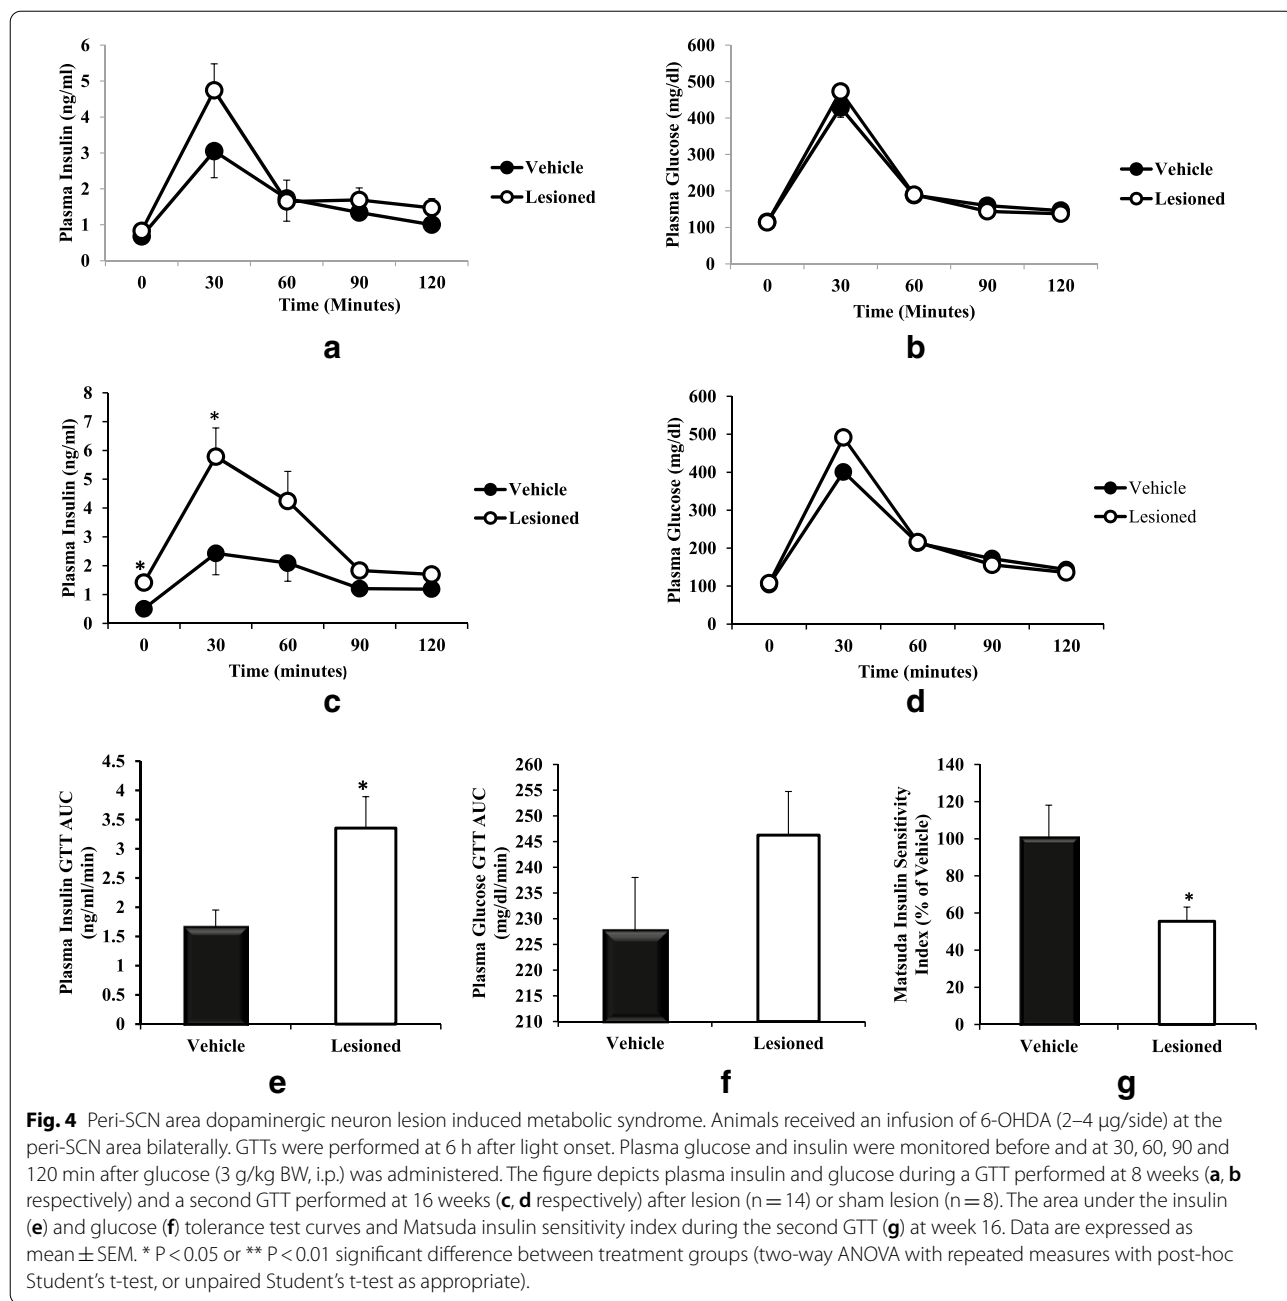 6
5
4
3
2
1
0
Plasma Insulin (ng/ml)
0 30 60 90 120
Time (Minutes)
Vehicle
Lesioned
a
600
500
400
300
200
100
0
Plasma Glucose (mg/dl)
0 30 60 90 120
Time (Minutes)
Vehicle
Lesioned
b
8
7
6
5
4
3
2
1
0
Plasma Insulin (ng/ml)
*
*
0 30 60 90 120
Time (minutes)
Vehicle
Lesioned
c
600
500
400
300
200
100
0
Plasma Glucose (mg/dl)
0 30 60 90 120
Time (minutes)
Vehicle
Lesioned
d
4.5
4
3.5
3
2.5
2
1.5
1
0.5
0
Plasma Insulin GTT AUC
(ng/ml/min)
*
Vehicle Lesioned
e
260
255
250
245
240
235
230
225
220
215
210
Plasma Glucose GTT AUC
(mg/dl/min)
Vehicle Lesioned
f
140
120
100
80
60
40
20
0
Matsuda Insulin Sensitivity
Index (% of Vehicle)
*
Vehicle Lesioned
g
Fig. 4 Peri-SCN area dopaminergic neuron lesion induced metabolic syndrome. Animals received an infusion of 6-OHDA (2–4 µg/side) at the
peri-SCN area bilaterally. GTTs were performed at 6 h after light onset. Plasma glucose and insulin were monitored before and at 30, 60, 90 and
120 min after glucose (3 g/kg BW, i.p.) was administered. The figure depicts plasma insulin and glucose during a GTT performed at 8 weeks (a, b
respectively) and a second GTT performed at 16 weeks (c, d respectively) after lesion (n = 14) or sham lesion (n = 8). The area under the insulin
(e) and glucose (f) tolerance test curves and Matsuda insulin sensitivity index during the second GTT (g) at week 16. Data are expressed as
mean ± SEM. * P < 0.05 or ** P < 0.01 significant difference between treatment groups (two-way ANOVA with repeated measures with post-hoc
Student's t-test, or unpaired Student's t-test as appropriate).